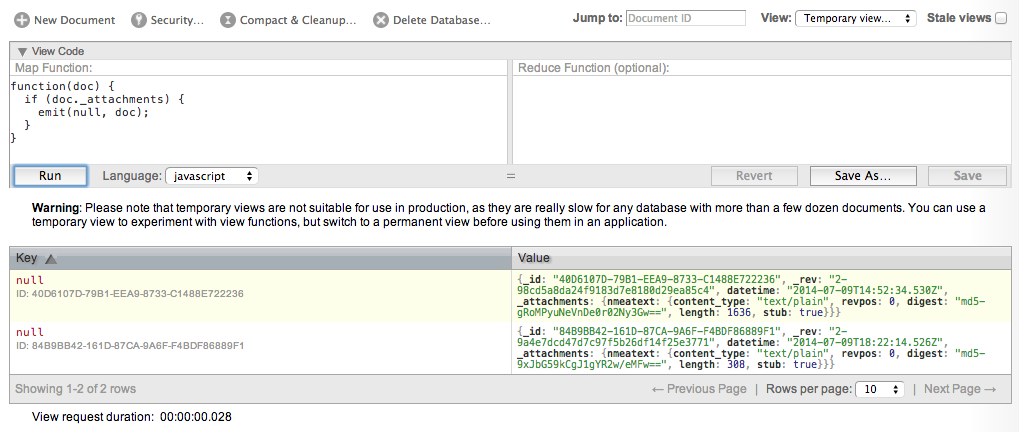 New Document Security... Compact & Cleanup... Delete Database... Jump to: Document ID View: Temporary view... Stale views
View Code
Map Function: Reduce Function (optional):
function(doc) {
if (doc._attachments) {
emit(null, doc);
}
}
Run Language: javascript = Revert Save As... Save
Warning: Please note that temporary views are not suitable for use in production, as they are really slow for any database with more than a few dozen documents. You can use a
temporary view to experiment with view functions, but switch to a permanent view before using them in an application.
Key Value
null
ID: 40D6107D-79B1-EEA9-8733-C1488E722236
{_id: "40D6107D-79B1-EEA9-8733-C1488E722236", _rev: "2-
98cd5a8da24f9183d7e8180d29ea85c4", datetime: "2014-07-09T14:52:34.530Z",
_attachments: {nmeatext: {content_type: "text/plain", revpos: 0, digest: "md5-
gRoMPyuNeVnDe0r02Ny3Gw==", length: 1636, stub: true}}}
null
ID: 84B9BB42-161D-87CA-9A6F-F4BDF86889F1
{_id: "84B9BB42-161D-87CA-9A6F-F4BDF86889F1", _rev: "2-
9a4e7dcd47d7c97f5b26df14f25e3771", datetime: "2014-07-09T18:22:14.526Z",
_attachments: {nmeatext: {content_type: "text/plain", revpos: 0, digest: "md5-
9xJbG59kCgJ1gYR2w/eMFw==", length: 308, stub: true}}}
Showing 1-2 of 2 rows ← Previous Page | Rows per page: 10 | Next Page →
View request duration: 00:00:00.028